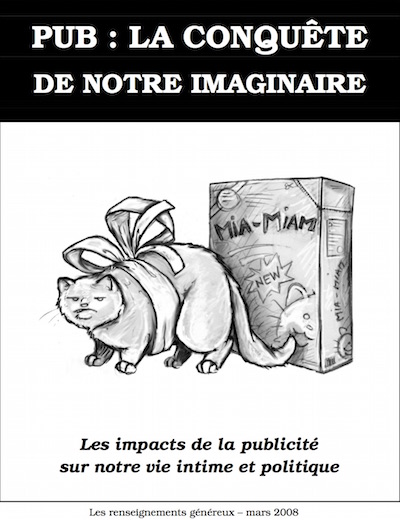 PUB : LA CONQUÊTE
DE NOTRE IMAGINAIRE
MIA-MIAM
NEW
MIA-MIAM
Les impacts de la publicité
sur notre vie intime et politique
Les renseignements généreux – mars 2008